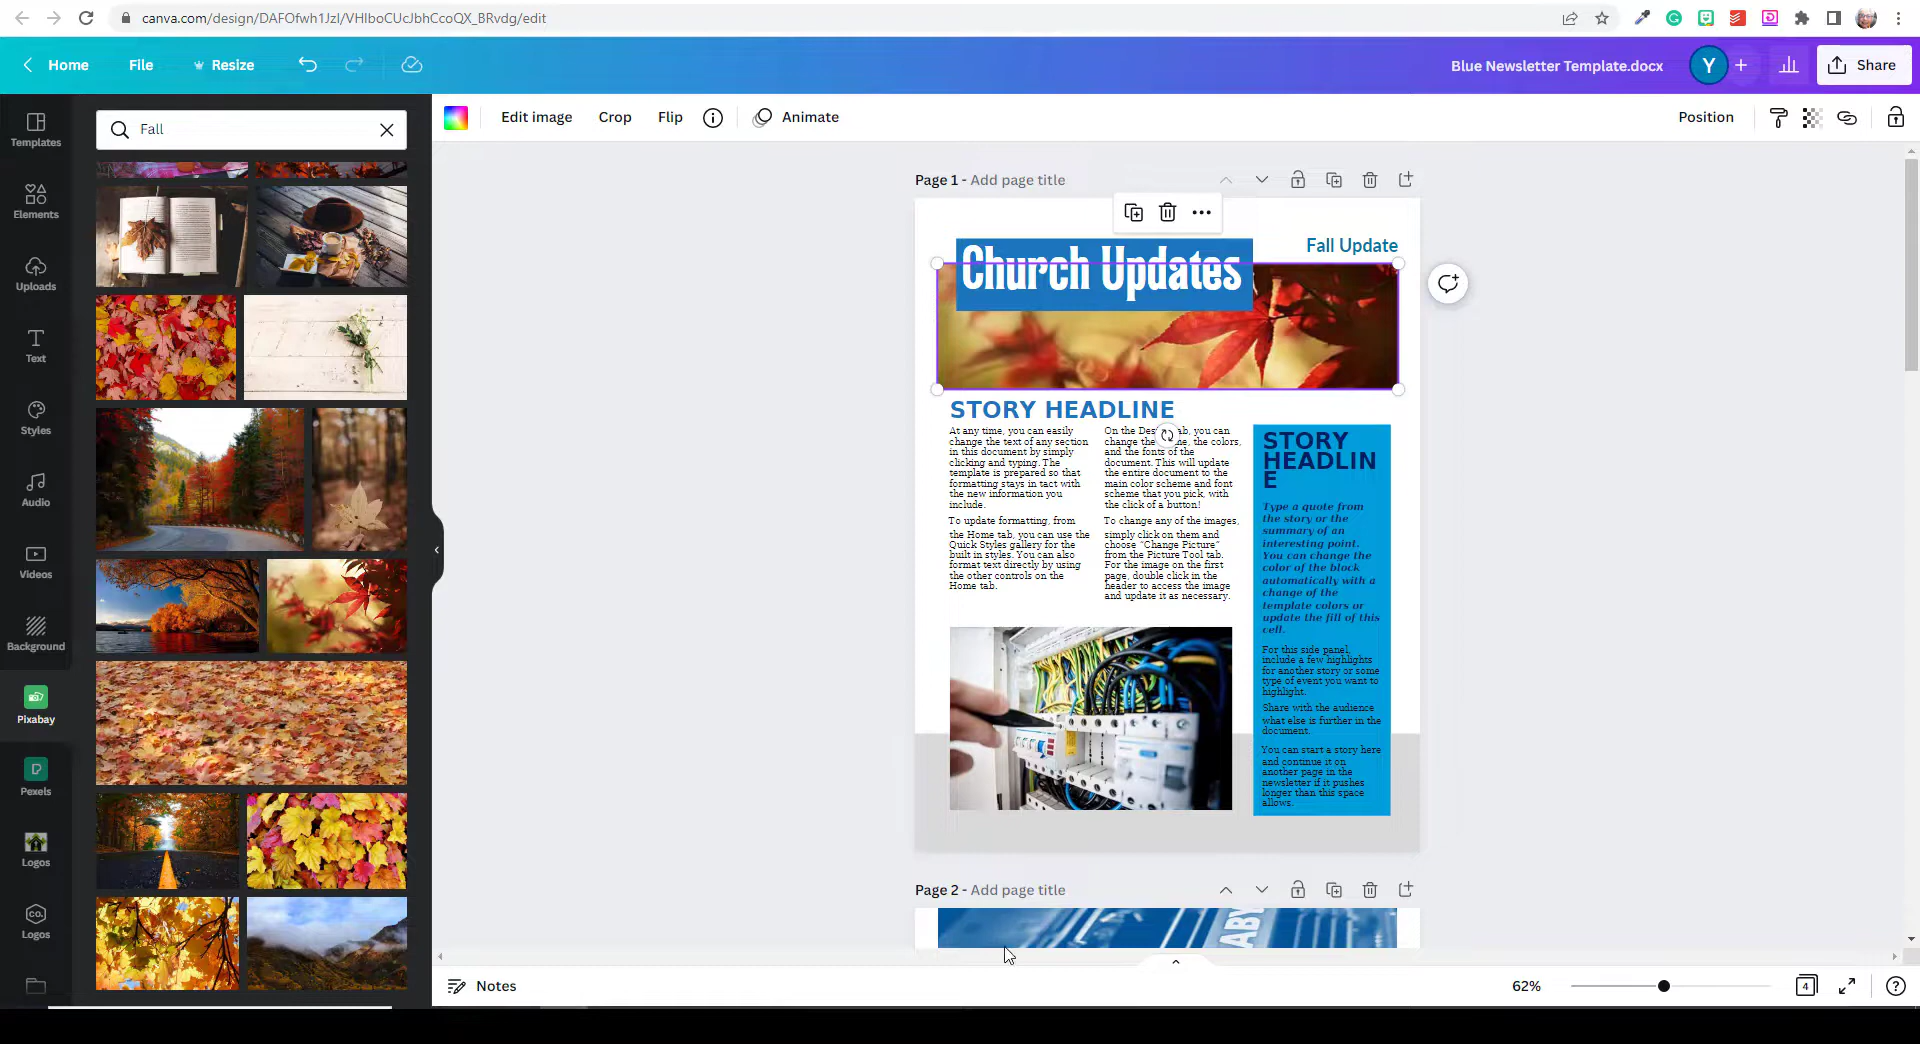 canva.com/design/DAFOfwh1JzI/VHIboCUcJbhCcoQX_BRvdg/edit
Home
File
Resize
Blue Newsletter Template.docx
Y
Share
Templates
Elements
Uploads
Text
Styles
Audio
Videos
Background
Pixabay
Pexels
Logos
CO.
Logos
Fall
Edit image
Crop
Flip
Animate
Position
Page 1 - Add page title
Church Updates
Fall Update
STORY HEADLINE
At any time, you can easily
change the text of any section
in this document by simply
clicking and typing. The
template is prepared so that
formatting stays in tact with
the new information you
include.
To update formatting, from
the Home tab, you can use the
Quick Styles gallery for the
built in styles. You can also
format text directly by using
the other controls on the
Home tab.
On the Des ab, you can
change the ne, the colors,
and the fonts of the
document. This will update
the entire document to the
main color scheme and font
scheme that you pick, with
the click of a button!
To change any of the images,
simply click on them and
choose “Change Picture”
from the Picture Tool tab.
For the image on the first
page, double click in the
header to access the image
and update it as necessary.
STORY
HEADLIN
E
Type a quote from
the story or the
summary of an
interesting point.
You can change the
color of the block
automatically with a
change of the
template colors or
update the fill of this
cell.
For this side panel,
include a few highlights
for another story or some
type of event you want to
highlight.
Share with the audience
what else is further in the
document.
You can start a story here
and continue it on
another page in the
newsletter if it pushes
longer than this space
allows.
Page 2 - Add page title
ABY
Notes
62%
4